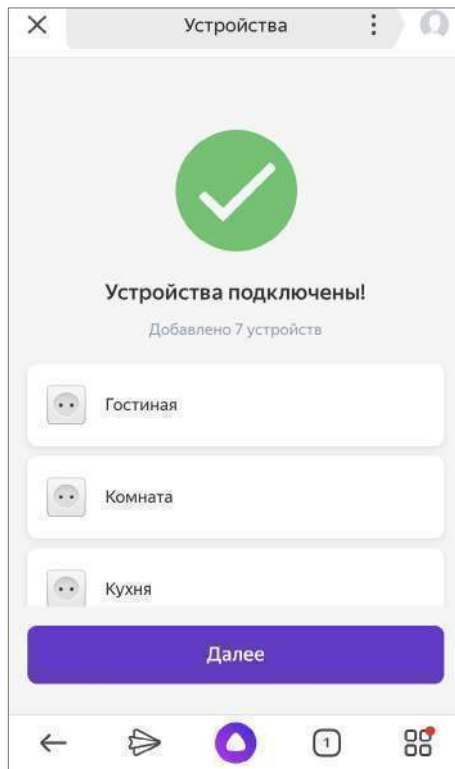 Устройства
Устройства подключены!
Добавлено 7 устройств
Гостиная
Комната
Кухня
Далее
1